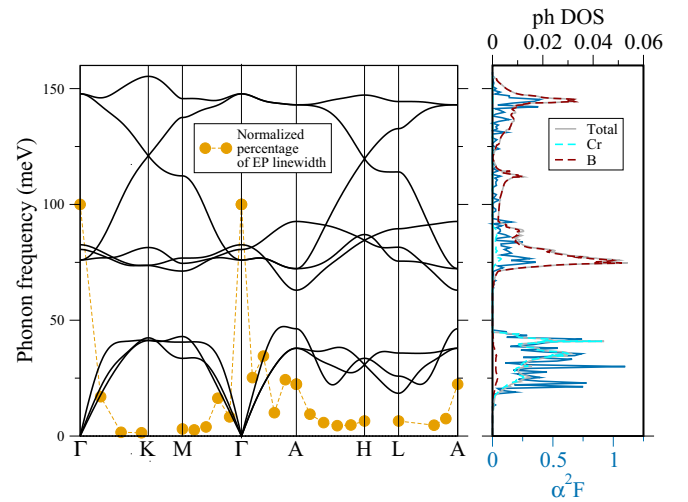 ph DOS
0 0.02 0.04 0.06
150
100
50
0
Phonon frequency (meV)
Normalized
percentage
of EP linewidth
Total
Cr
B
Γ K M Γ A H L A
0 0.5 1
α²F